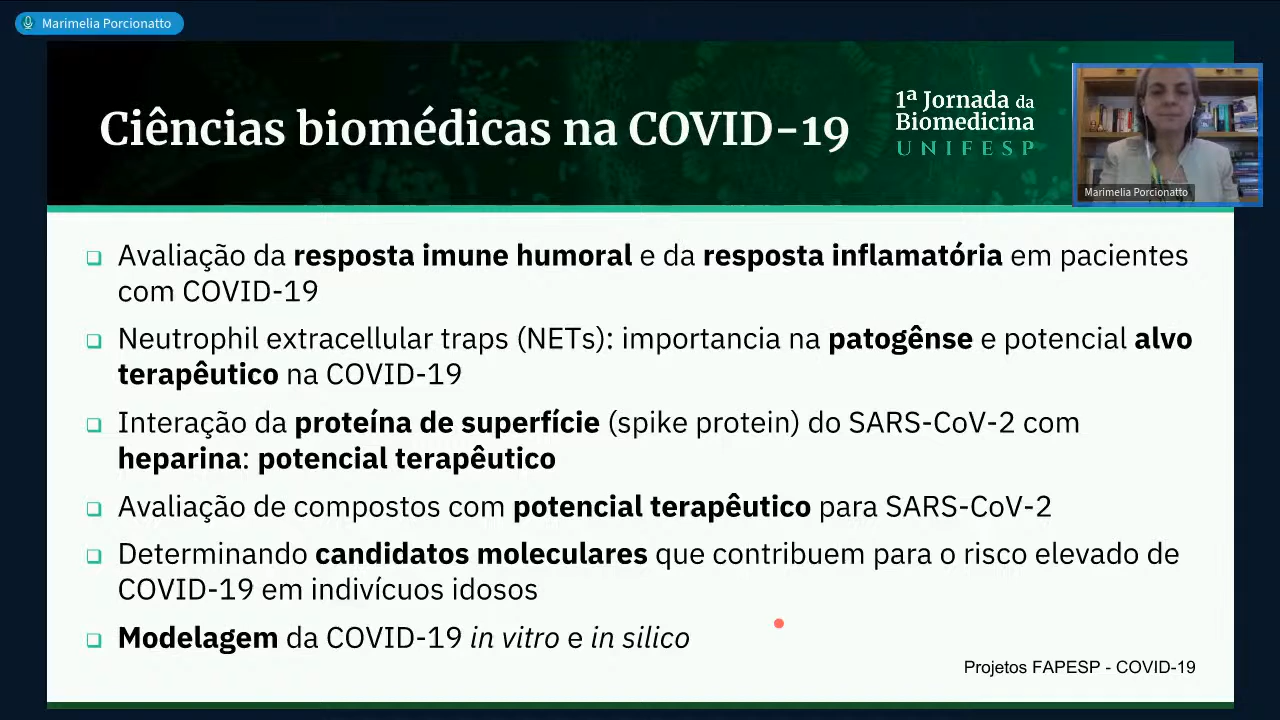 Marimelia Porcionatto
Ciências biomédicas na COVID-19
1ª Jornada da
Biomedicina
UNIFESP
Marimelia Porcionatto
Avaliação da resposta imune humoral e da resposta inflamatória em pacientes
com COVID-19
Neutrophil extracellular traps (NETs): importancia na patogênse e potencial alvo
terapêutico na COVID-19
Interação da proteína de superfície (spike protein) do SARS-CoV-2 com
heparina: potencial terapêutico
Avaliação de compostos com potencial terapêutico para SARS-CoV-2
Determinando candidatos moleculares que contribuem para o risco elevado de
COVID-19 em indivícuos idosos
Modelagem da COVID-19 in vitro e in silico
Projetos FAPESP - COVID-19